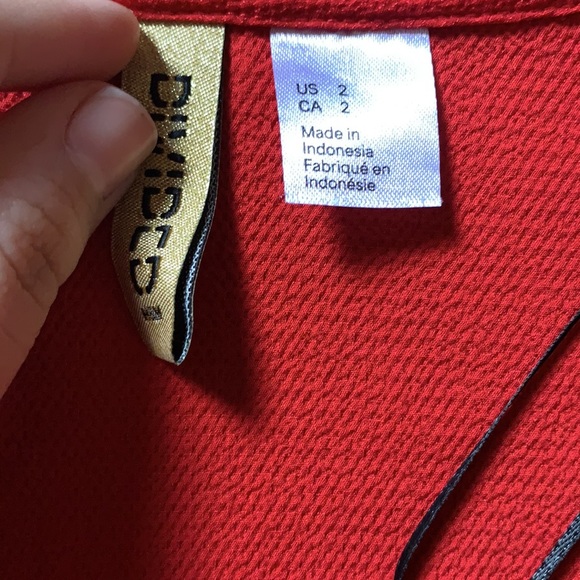 DIVIDED
US 2
CA 2
Made in
Indonesia
Fabriqué en
Indonésie